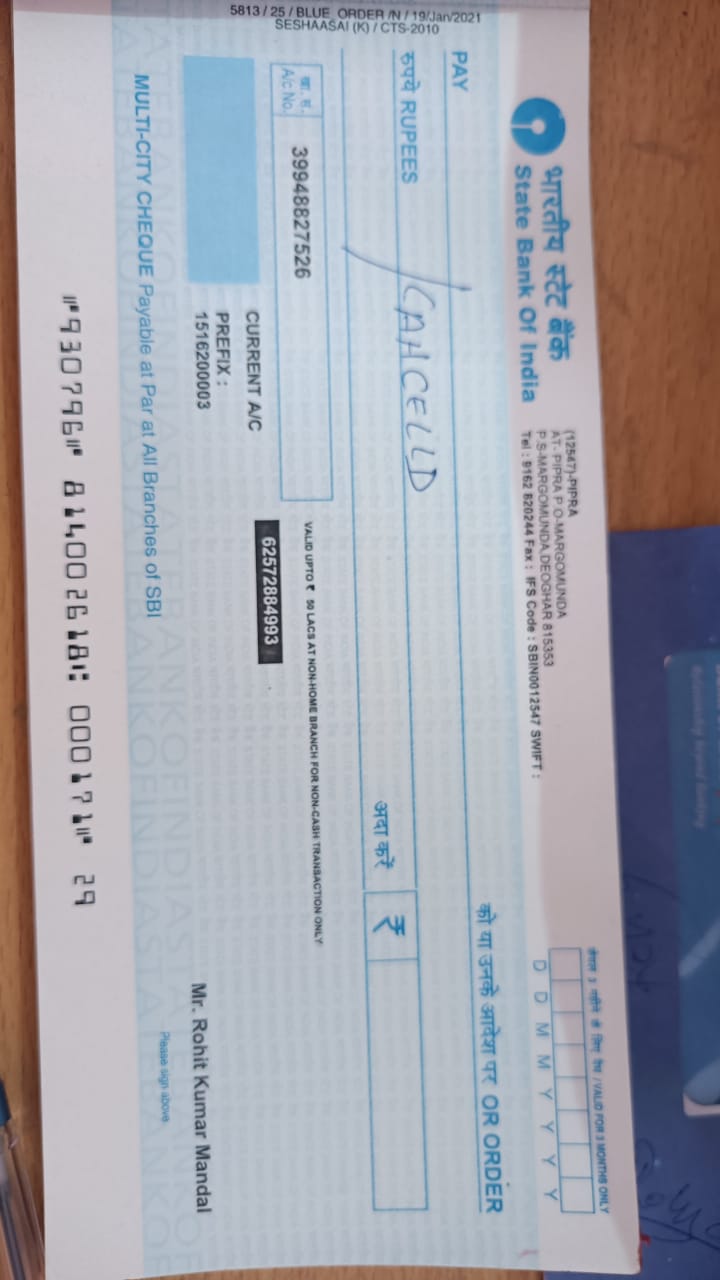 5813 / 25 / BLUE_ORDER /N / 19/Jan/2021
SESHAASAI (K) / CTS-2010
भारतीय स्टेट बैंक
State Bank Of India
(12547)-PIPRA
AT- PIPRA P O-MARGOMUNDA
P.S-MARGOMUNDA,DEOGHAR 815353
Tel : 9162 820244 Fax : IFS Code : SBIN0012547 SWIFT :
केवल 3 महीने के लिए वैध / VALID FOR 3 MONTHS ONLY
D D M M Y Y Y Y
PAY
को या उनके आदेश पर OR ORDER
रुपये RUPEES
CANCELLD
अदा करें ₹
खा. सं.
A/c No.
39948827526
VALID UPTO ₹ 50 LACS AT NON-HOME BRANCH FOR NON-CASH TRANSACTION ONLY
CURRENT A/C
62572884993
PREFIX :
1516200003
Mr. Rohit Kumar Mandal
Please sign above
MULTI-CITY CHEQUE Payable at Par at All Branches of SBI
⑈930796⑈ 814002618⑆ 000171⑈ 29